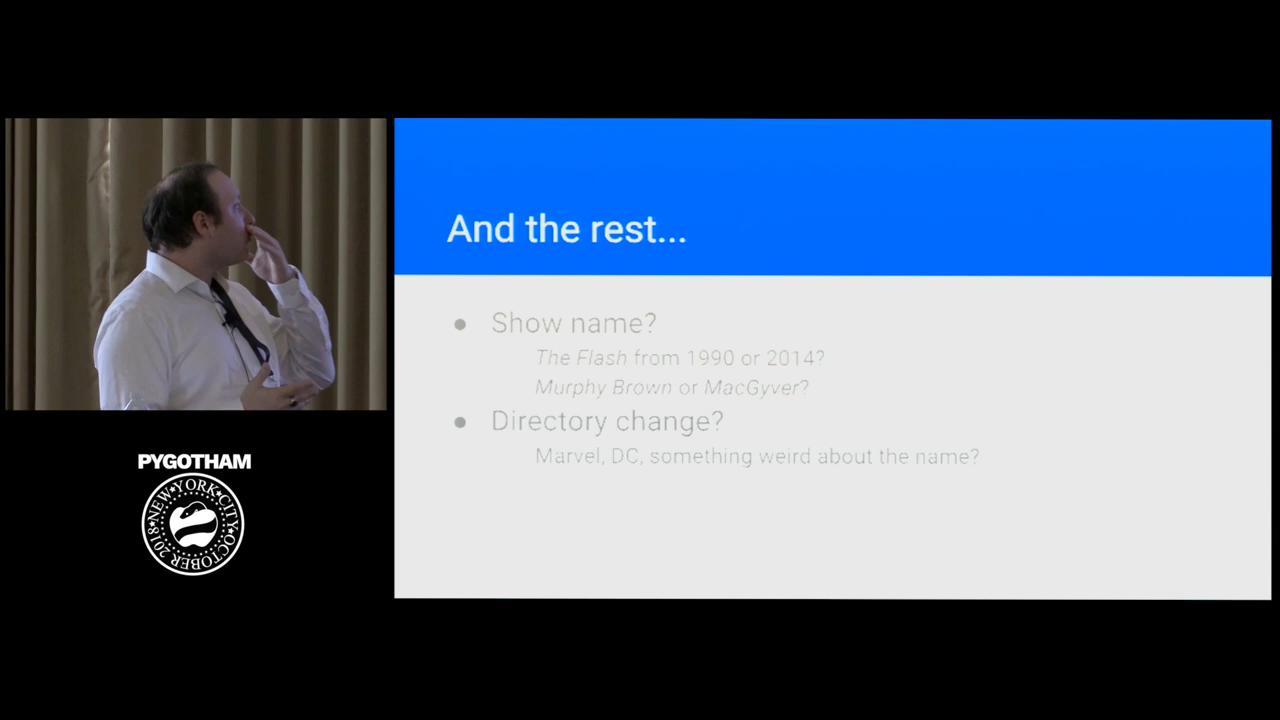 And the rest...
● Show name?
The Flash from 1990 or 2014?
Murphy Brown or MacGyver?
● Directory change?
Marvel, DC, something weird about the name?
PYGOTHAM
NEW★YORK★CITY★OCTOBER 2018★